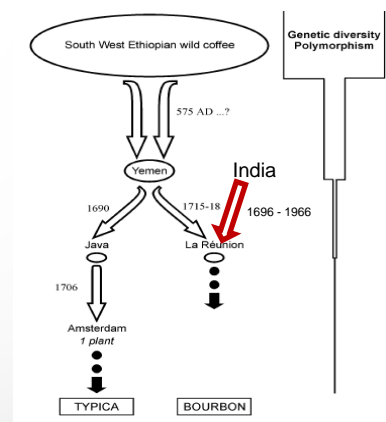 South West Ethiopian wild coffee
Genetic diversity
Polymorphism
575 AD ...?
Yemen
India
1690
1715-18
1696 - 1966
Java
La Réunion
1706
Amsterdam
1 plant
TYPICA
BOURBON